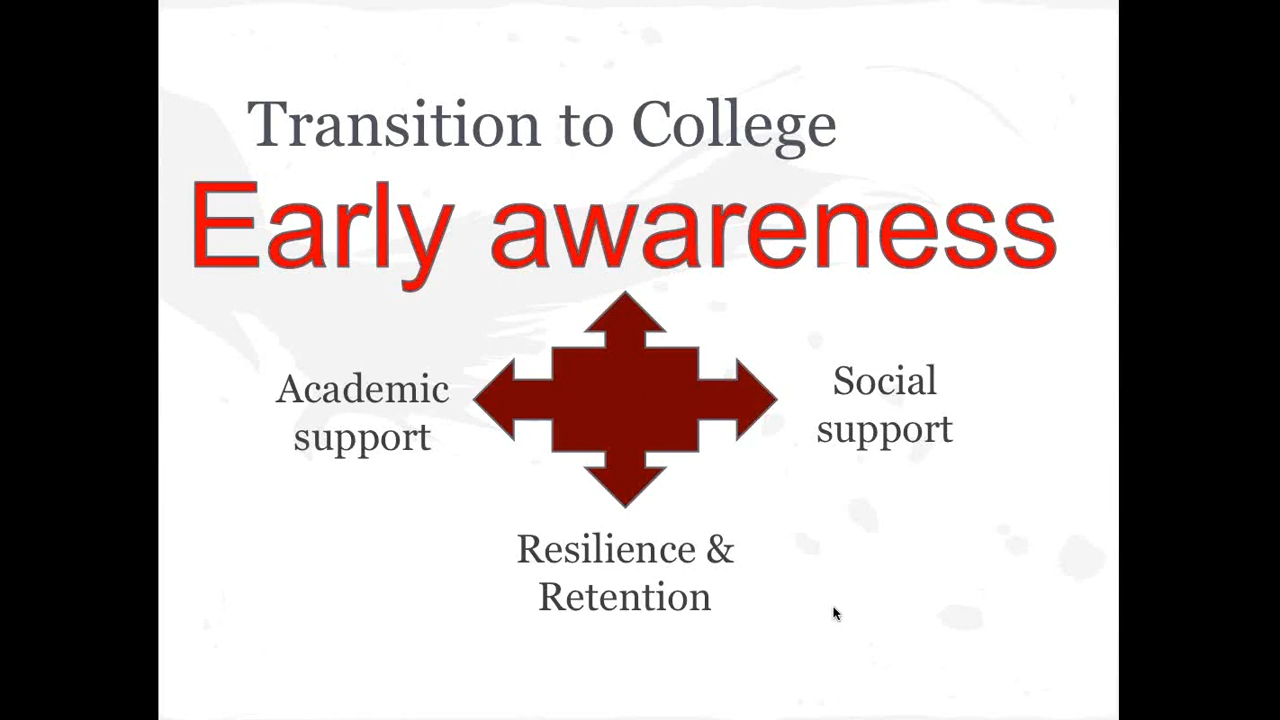 Transition to College
Early awareness
Academic
support
Social
support
Resilience &
Retention